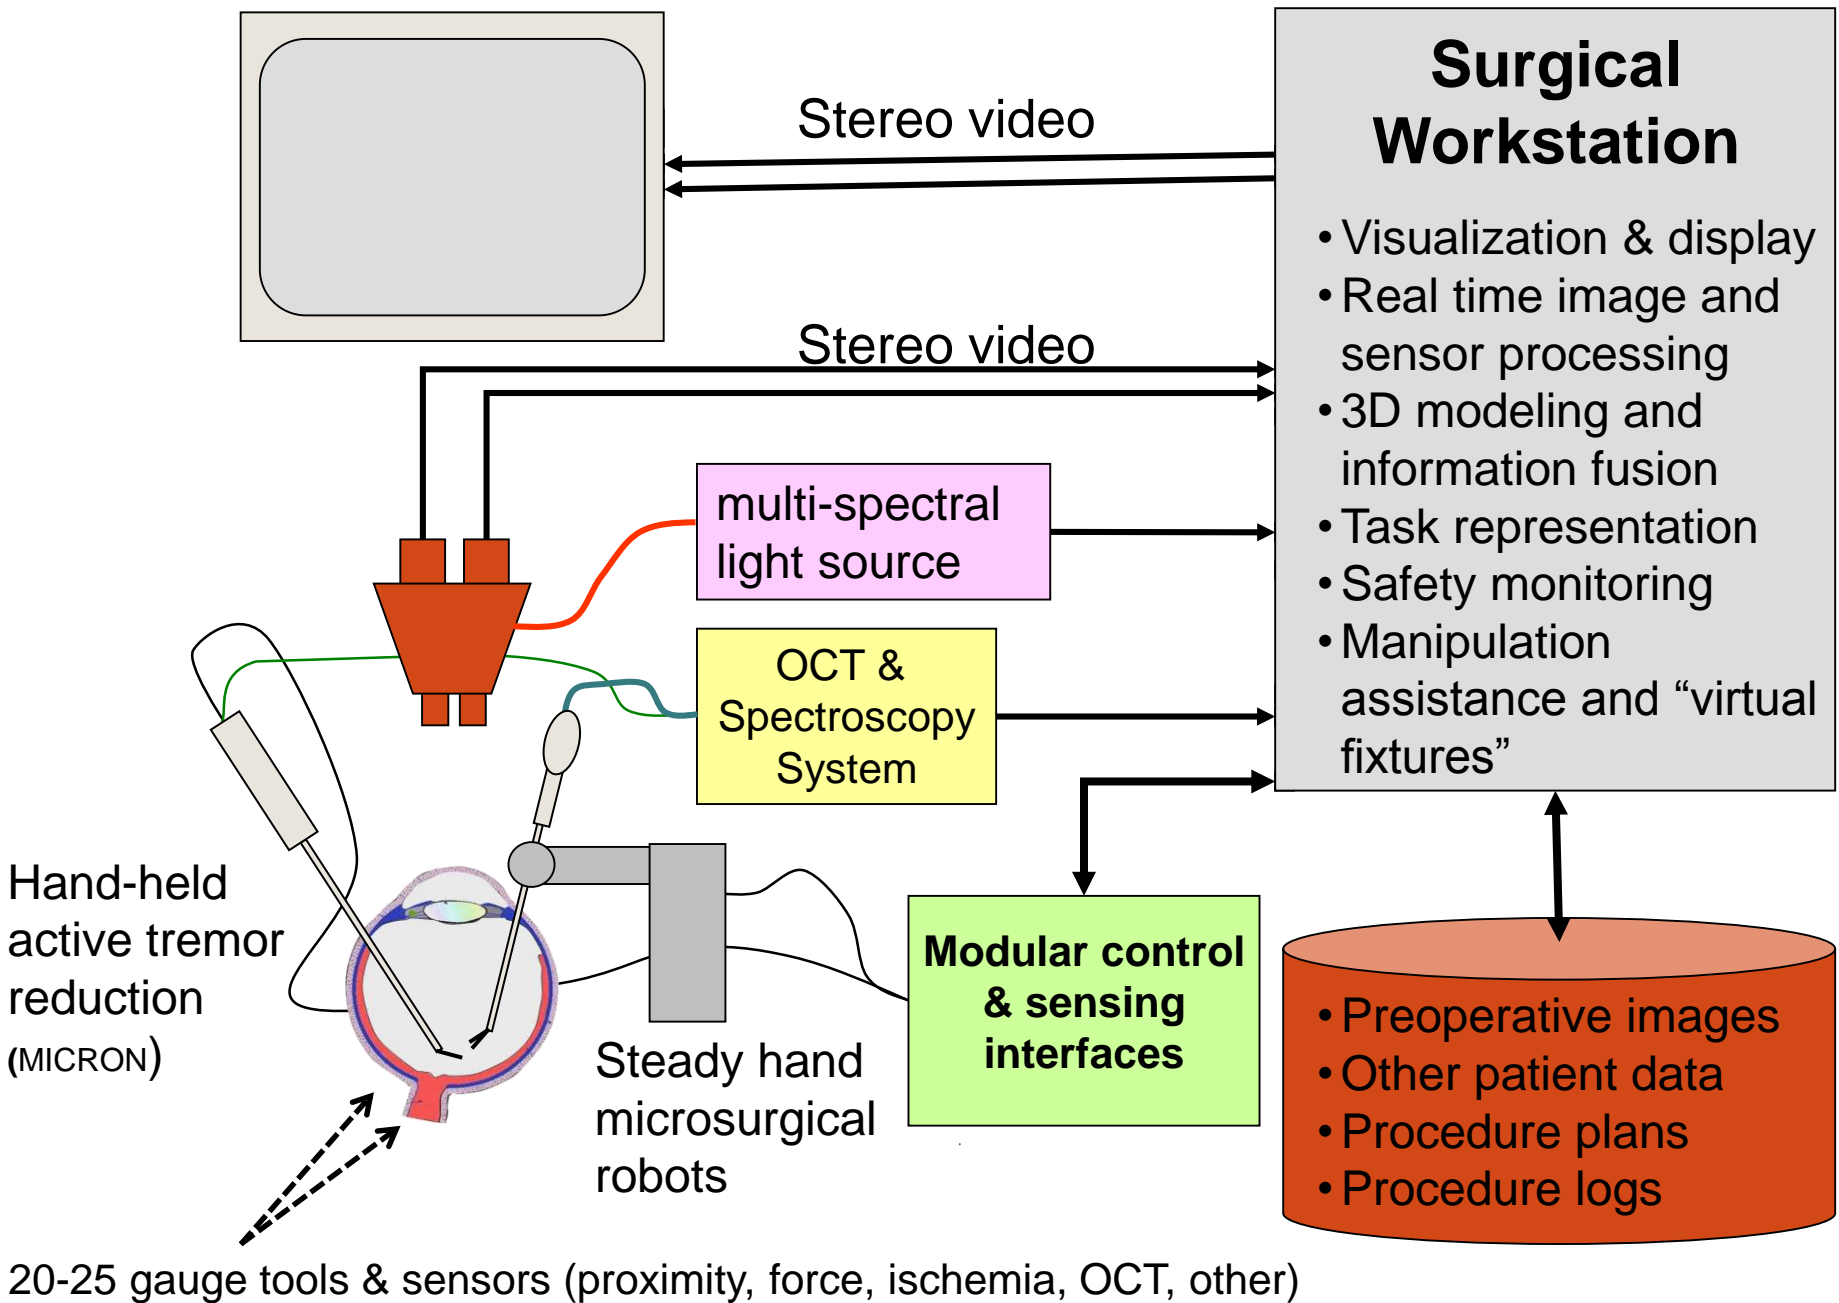 Stereo video
Surgical
Workstation
• Visualization & display
• Real time image and
sensor processing
• 3D modeling and
information fusion
• Task representation
• Safety monitoring
• Manipulation
assistance and “virtual
fixtures”
Stereo video
multi-spectral
light source
OCT &
Spectroscopy
System
Hand-held
active tremor
reduction
(MICRON)
Steady hand
microsurgical
robots
Modular control
& sensing
interfaces
• Preoperative images
• Other patient data
• Procedure plans
• Procedure logs
20-25 gauge tools & sensors (proximity, force, ischemia, OCT, other)